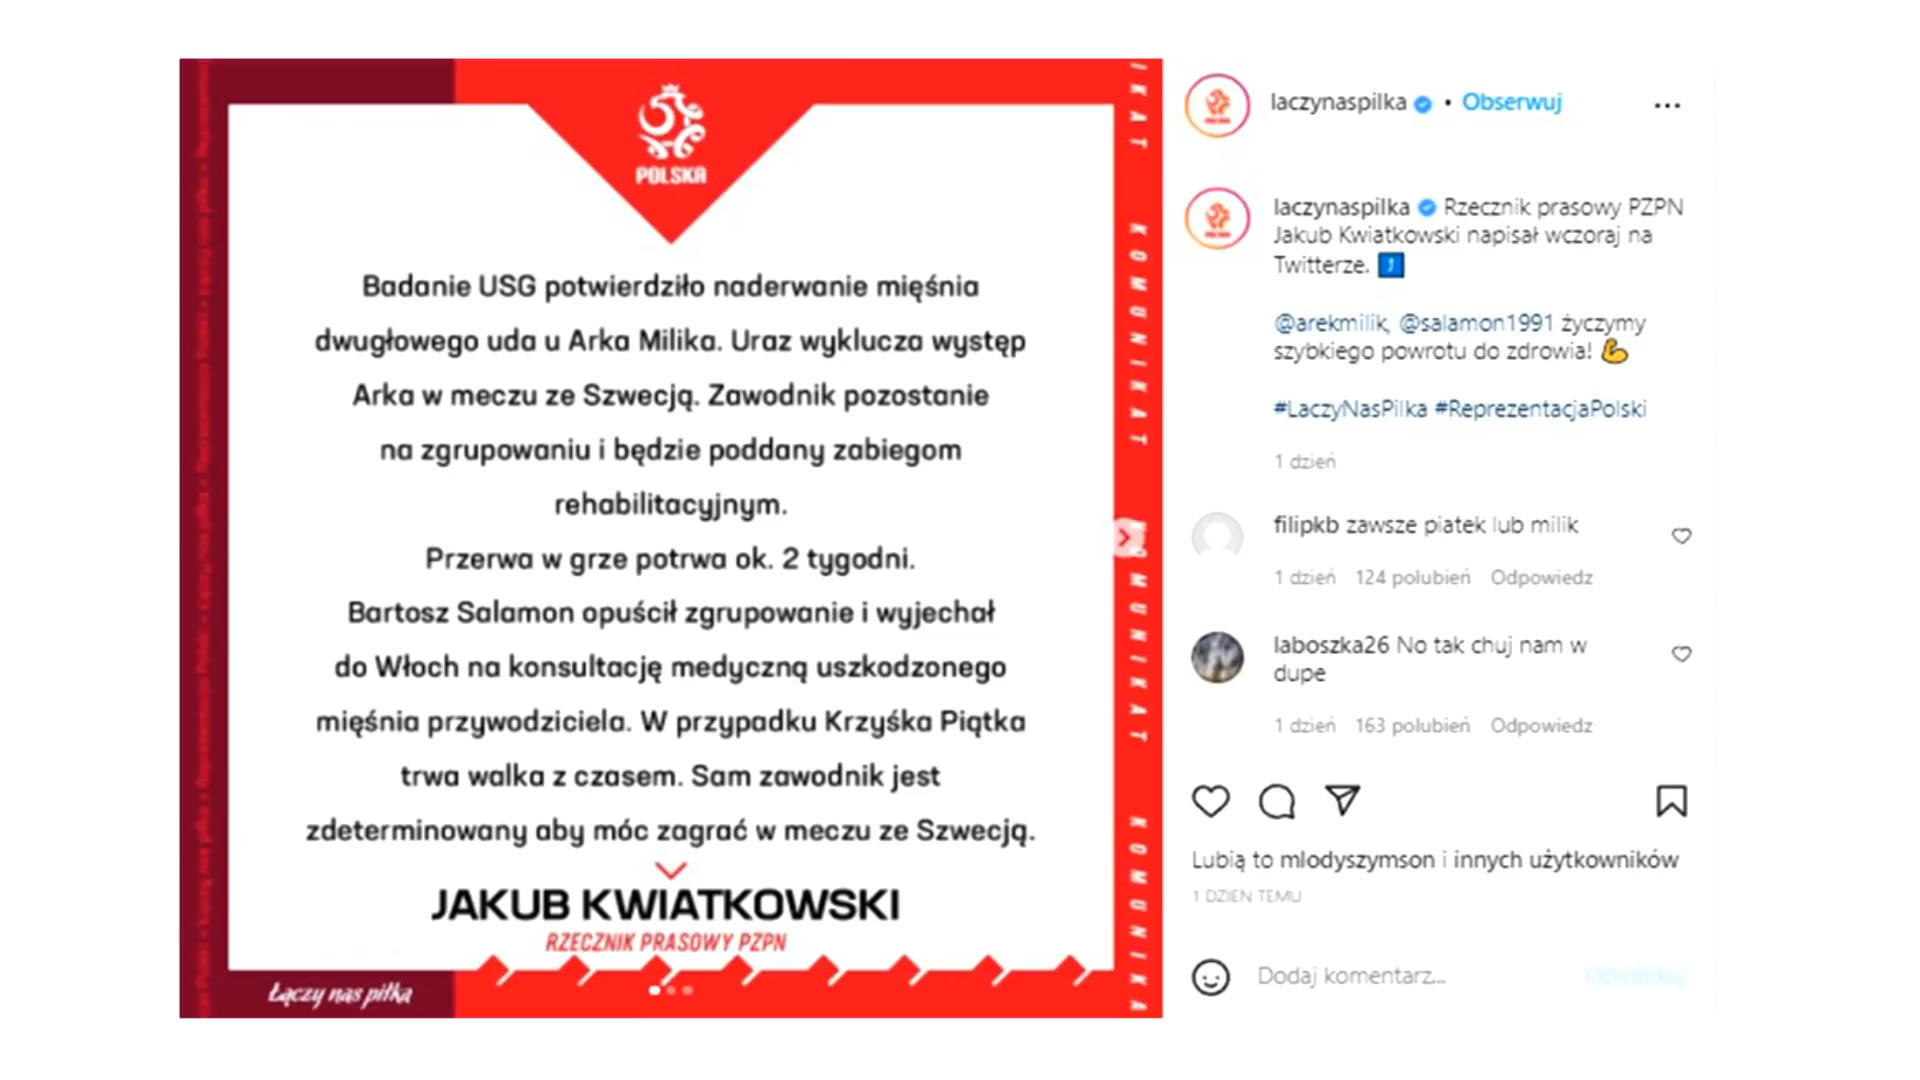 POLSKA
Badanie USG potwierdziło naderwanie mięśnia
dwugłowego uda u Arka Milika. Uraz wyklucza występ
Arka w meczu ze Szwecją. Zawodnik pozostanie
na zgrupowaniu i będzie poddany zabiegom
rehabilitacyjnym.
Przerwa w grze potrwa ok. 2 tygodni.
Bartosz Salamon opuścił zgrupowanie i wyjechał
do Włoch na konsultację medyczną uszkodzonego
mięśnia przywodziciela. W przypadku Krzyśka Piątka
trwa walka z czasem. Sam zawodnik jest
zdeterminowany aby móc zagrać w meczu ze Szwecją.
JAKUB KWIATKOWSKI
RZECZNIK PRASOWY PZPN
Łączy nas piłka
KOMUNIKAT KOMUNIKAT
laczynaspilka • Obserwuj
laczynaspilka Rzecznik prasowy PZPN
Jakub Kwiatkowski napisał wczoraj na
Twitterze. ⤴️
@arekmilik, @salamon1991 życzymy
szybkiego powrotu do zdrowia! 💪
#LaczyNasPilka #ReprezentacjaPolski
1 dzień
filipkb zawsze piatek lub milik
1 dzień 124 polubień Odpowiedz
laboszka26 No tak chuj nam w
dupe
1 dzień 163 polubień Odpowiedz
Lubią to mlodyszymson i innych użytkowników
1 DZIEŃ TEMU
Dodaj komentarz...